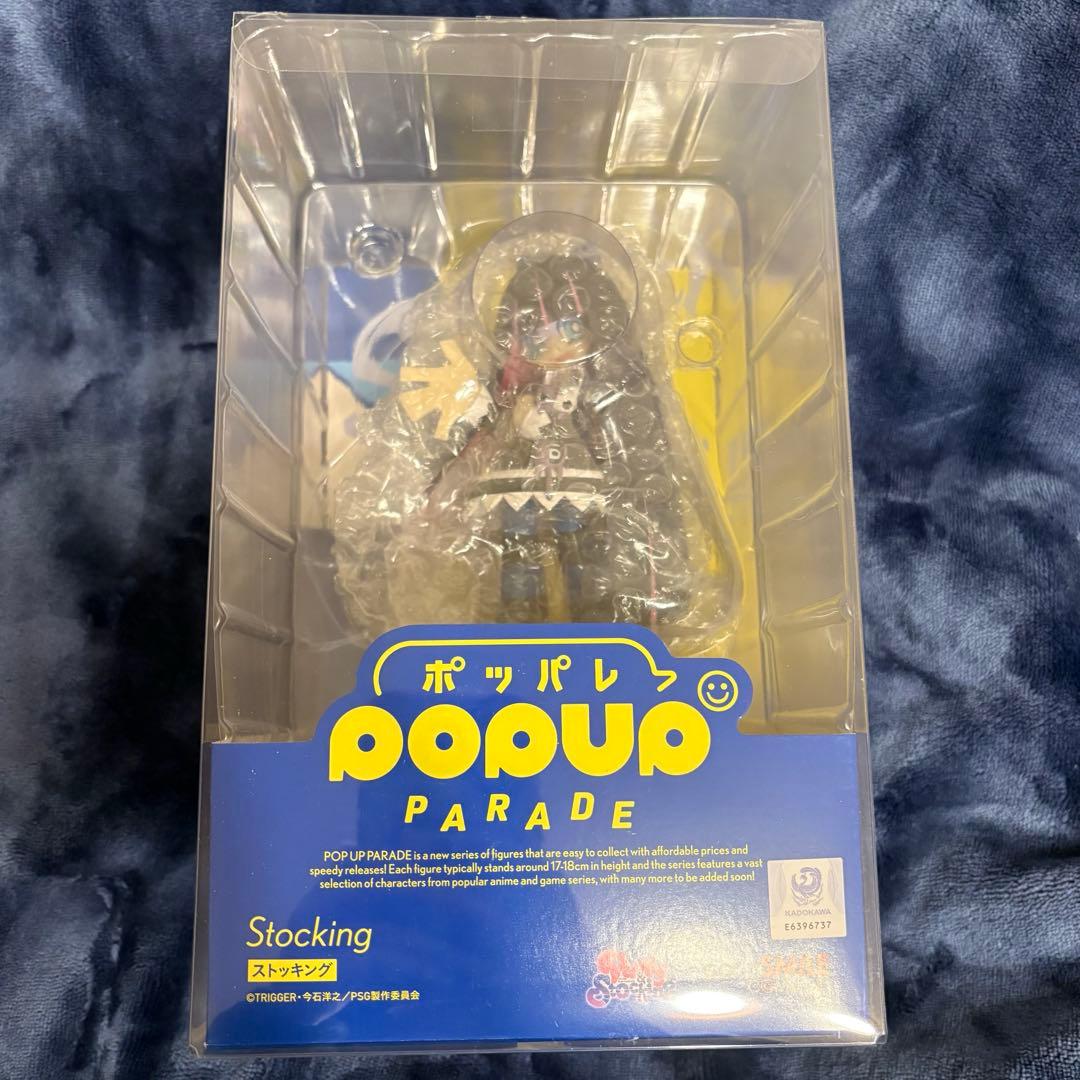 ポッパレ
POPUP
PARADE
POP UP PARADE is a new series of figures that are easy to collect with affordable prices and
speedy releases! Each figure typically stands around 17-18cm in height and the series features a vast
selection of characters from popular anime and game series, with many more to be added soon!
KADOKAWA
E6396737
Stocking
ストッキング
Panty
Stocking
SMILE
©TRIGGER・今石洋之／PSG製作委員会